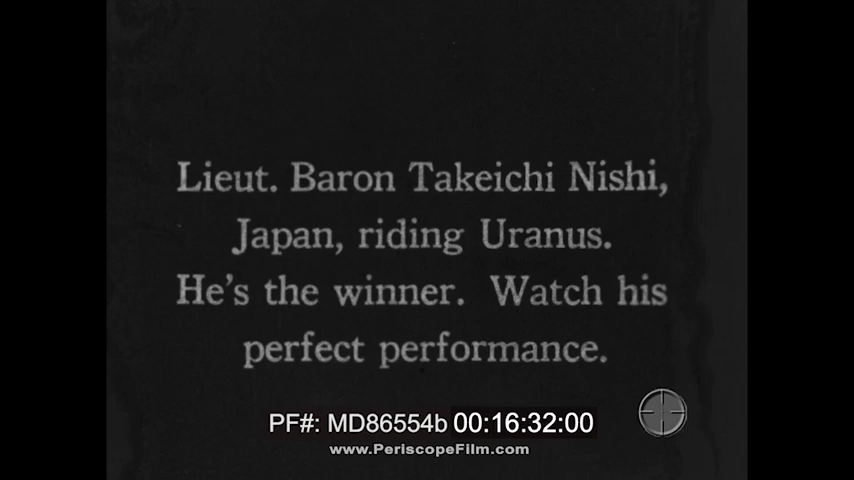 Lieut. Baron Takeichi Nishi,
Japan, riding Uranus.
He's the winner. Watch his
perfect performance.
PF#: MD86554b 00:16:32:00
www.PeriscopeFilm.com